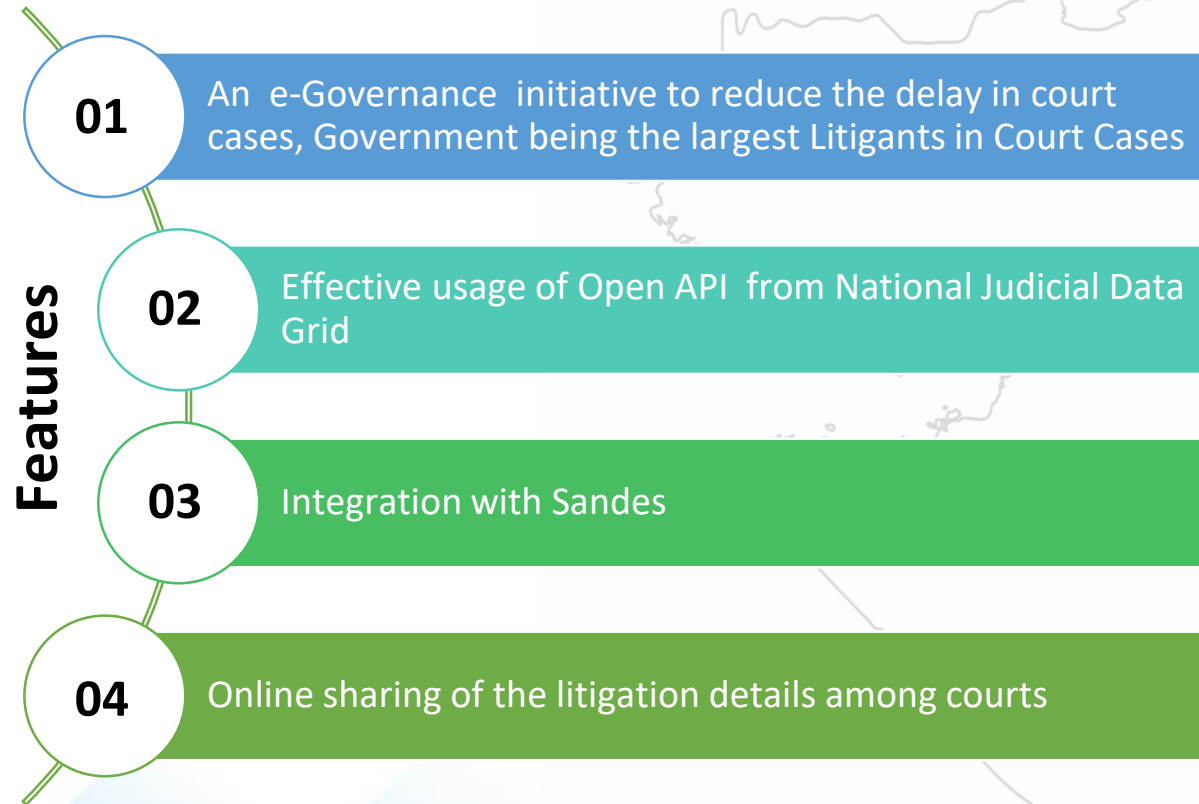 Features
01
An e-Governance initiative to reduce the delay in court
cases, Government being the largest Litigants in Court Cases
02
Effective usage of Open API from National Judicial Data
Grid
03
Integration with Sandes
04
Online sharing of the litigation details among courts